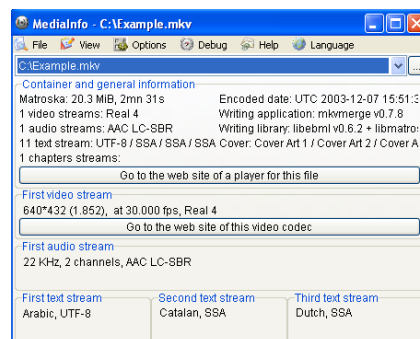 MediaInfo - C:\Example.mkv
File View Options Debug Help Language
C:\Example.mkv
...
Container and general information
Matroska: 20.3 MiB, 2mn 31s Encoded date: UTC 2003-12-07 15:51:3
1 video streams: Real 4 Writing application: mkvmerge v0.7.8
1 audio streams: AAC LC-SBR Writing library: libebml v0.6.2 + libmatro
11 text stream: UTF-8 / SSA / SSA / SSA Cover: Cover Art 1 / Cover Art 2 / Cover A
1 chapters streams:
Go to the web site of a player for this file
First video stream
640*432 (1.852), at 30.000 fps, Real 4
Go to the web site of this video codec
First audio stream
22 KHz, 2 channels, AAC LC-SBR
First text stream Second text stream Third text stream
Arabic, UTF-8 Catalan, SSA Dutch, SSA